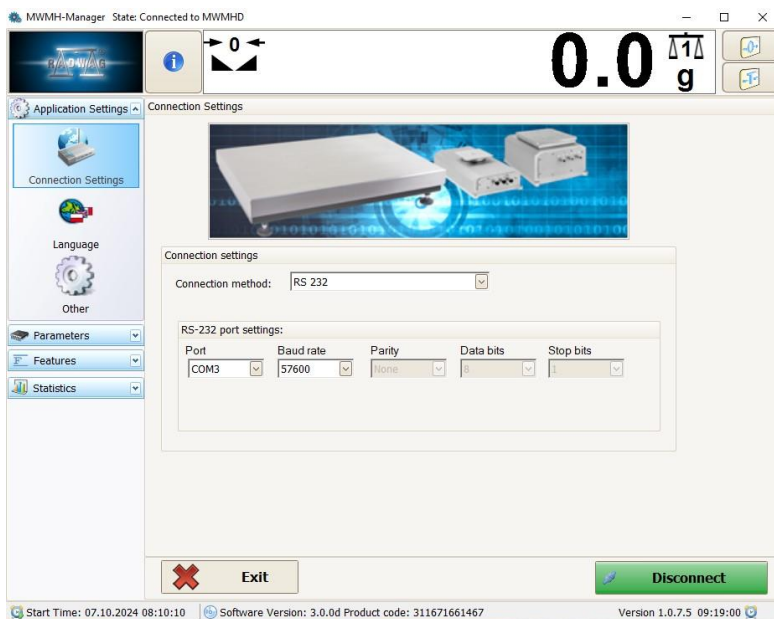 MWMH-Manager State: Connected to MWMHD
RADWAG
0
0.0
1
g
-0-
-T-
Application Settings
Connection Settings
Connection Settings
Language
Other
Parameters
Features
Statistics
Connection settings
Connection method: RS 232
RS-232 port settings:
Port Baud rate Parity Data bits Stop bits
COM3 57600 None 8 1
Exit
Disconnect
Start Time: 07.10.2024 08:10:10 Software Version: 3.0.0d Product code: 311671661467 Version 1.0.7.5 09:19:00